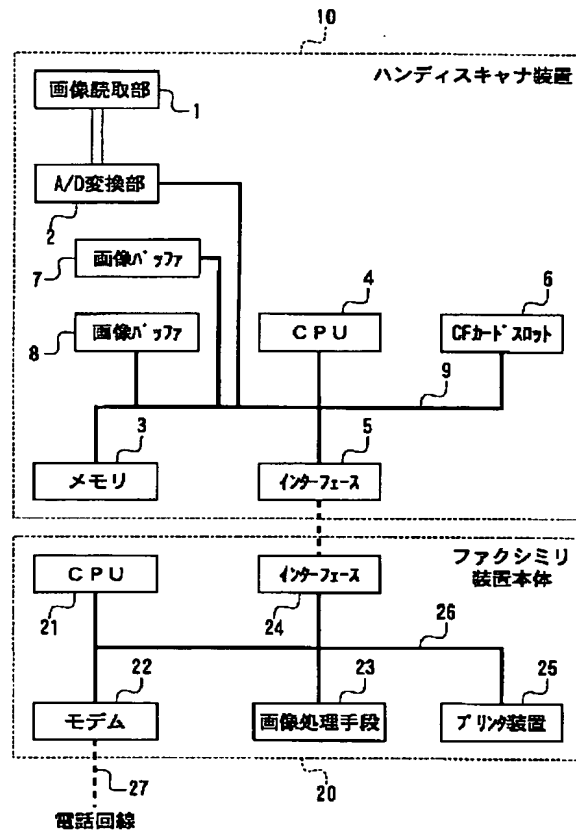 10
ハンディスキャナ装置
画像読取部
1
A/D変換部
2
7
画像バッファ
4
6
8
画像バッファ
CPU
CFカードスロット
9
3
5
メモリ
インターフェース
ファクシミリ
装置本体
CPU
インターフェース
21
24
26
22
23
25
モデム
画像処理手段
プリンタ装置
27
20
電話回線